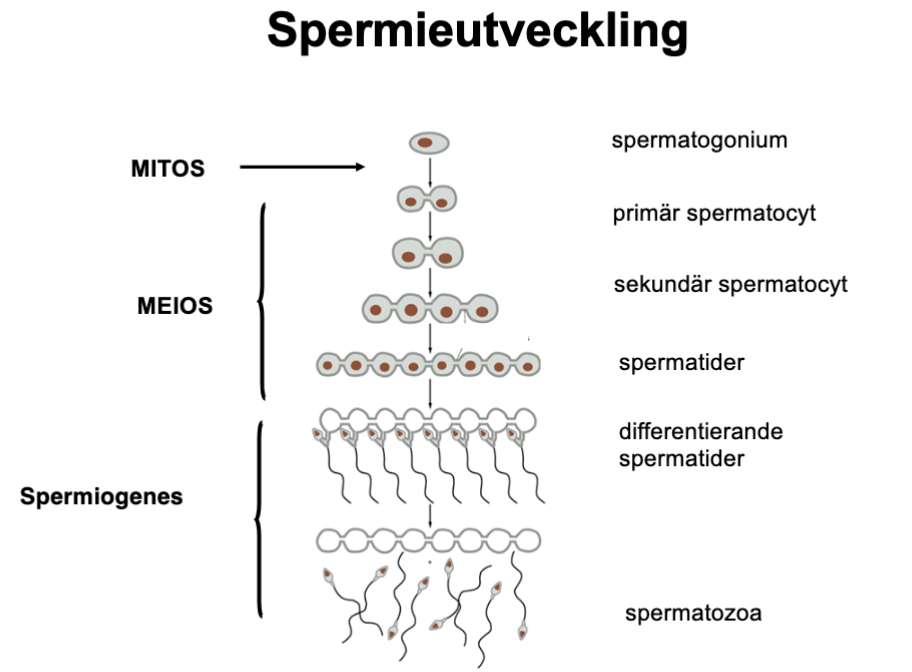 Spermieutveckling
spermatogonium
MITOS
primär spermatocyt
sekundär spermatocyt
MEIOS
spermatider
differentierande
spermatider
Spermiogenes
spermatozoa